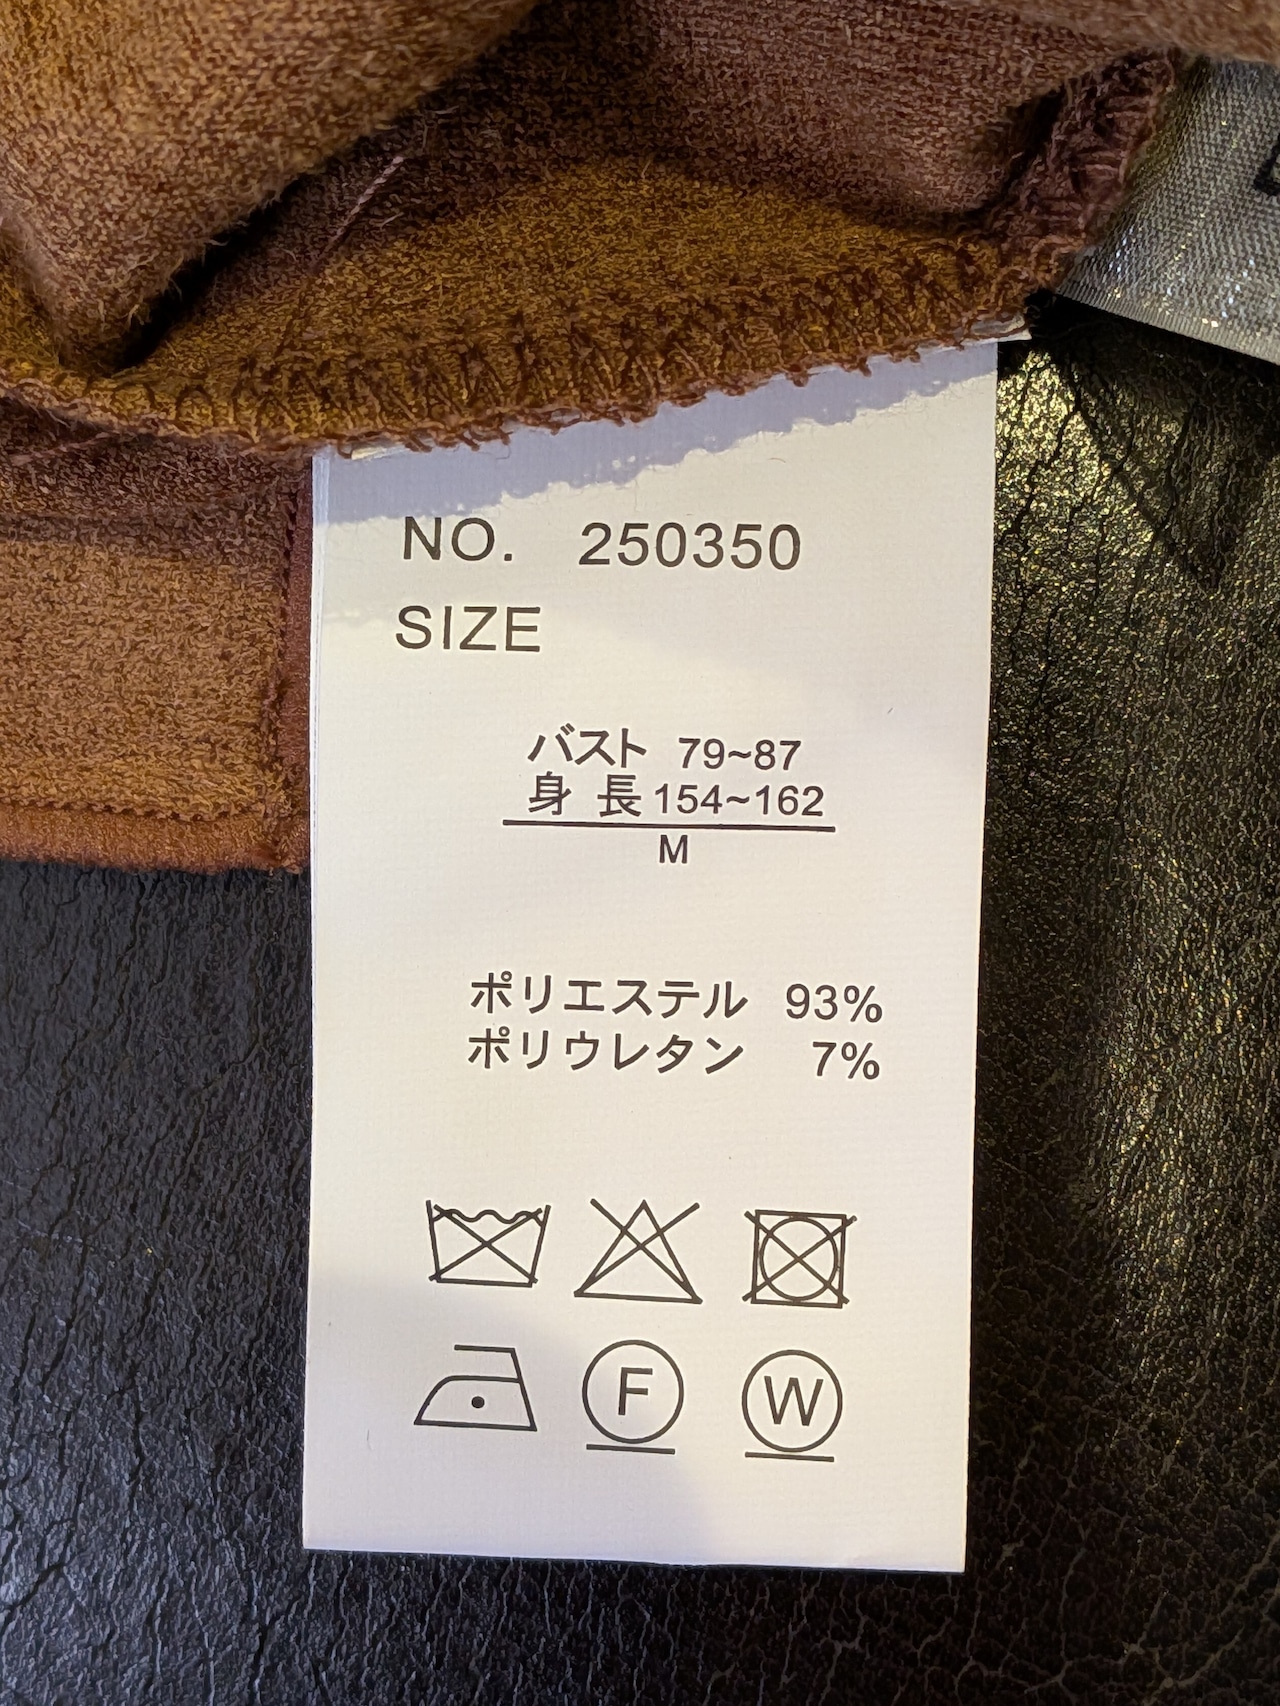 NO. 250350
SIZE
バスト 79~87
身 長 154~162
M
ポリエステル 93%
ポリウレタン 7%
F
W